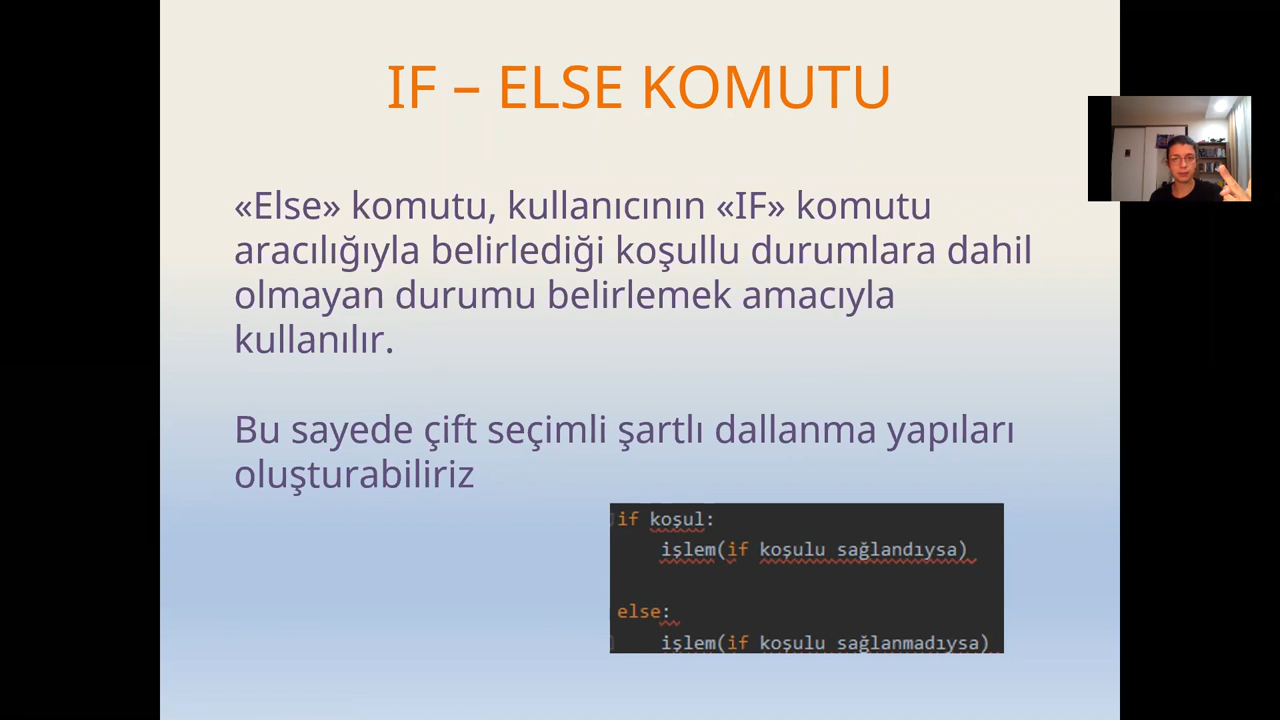 IF – ELSE KOMUTU
«Else» komutu, kullanıcının «IF» komutu
aracılığıyla belirlediği koşullu durumlara dahil
olmayan durumu belirlemek amacıyla
kullanılır.
Bu sayede çift seçimli şartlı dallanma yapıları
oluşturabiliriz
if koşul:
işlem(if koşulu sağlandıysa)
else:
işlem(if koşulu sağlanmadıysa)